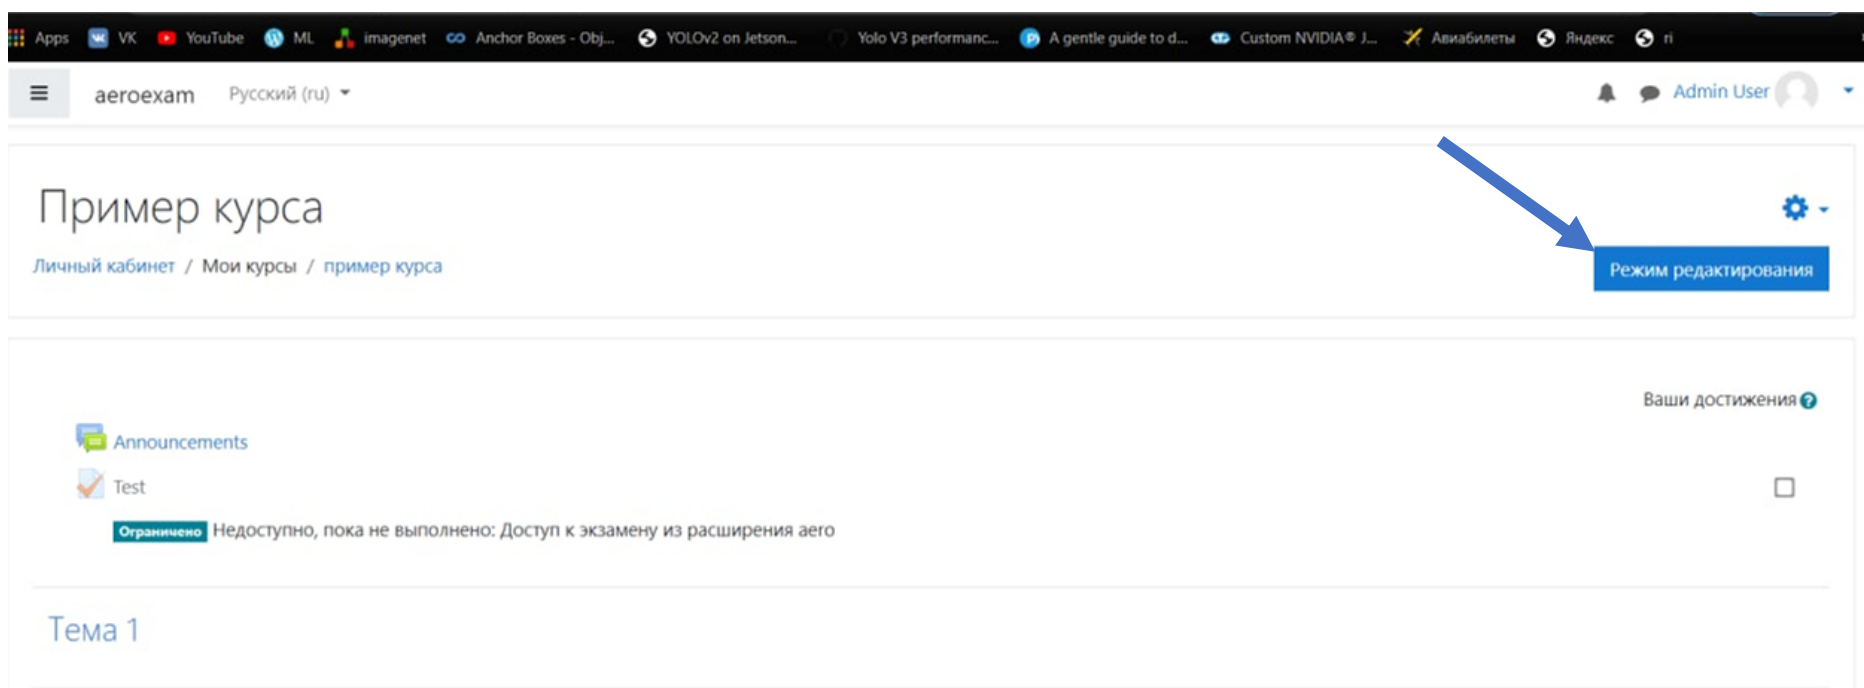 Apps VK YouTube ML imagenet Anchor Boxes - Obj... YOLOv2 on Jetson... Yolo V3 performanc... A gentle guide to d... Custom NVIDIA® J... Авиабилеты Яндекс ri
aeroexam Русский (ru) Admin User
Пример курса
Личный кабинет / Мои курсы / пример курса
Режим редактирования
Ваши достижения
Announcements
Test
Ограничено Недоступно, пока не выполнено: Доступ к экзамену из расширения aero
Тема 1